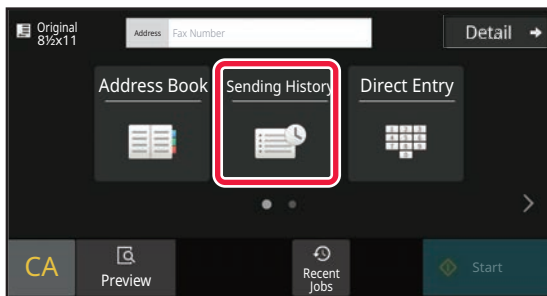 Original
8½x11
Address
Fax Number
Detail
Address Book
Sending History
Direct Entry
CA
Preview
Recent
Jobs
Start